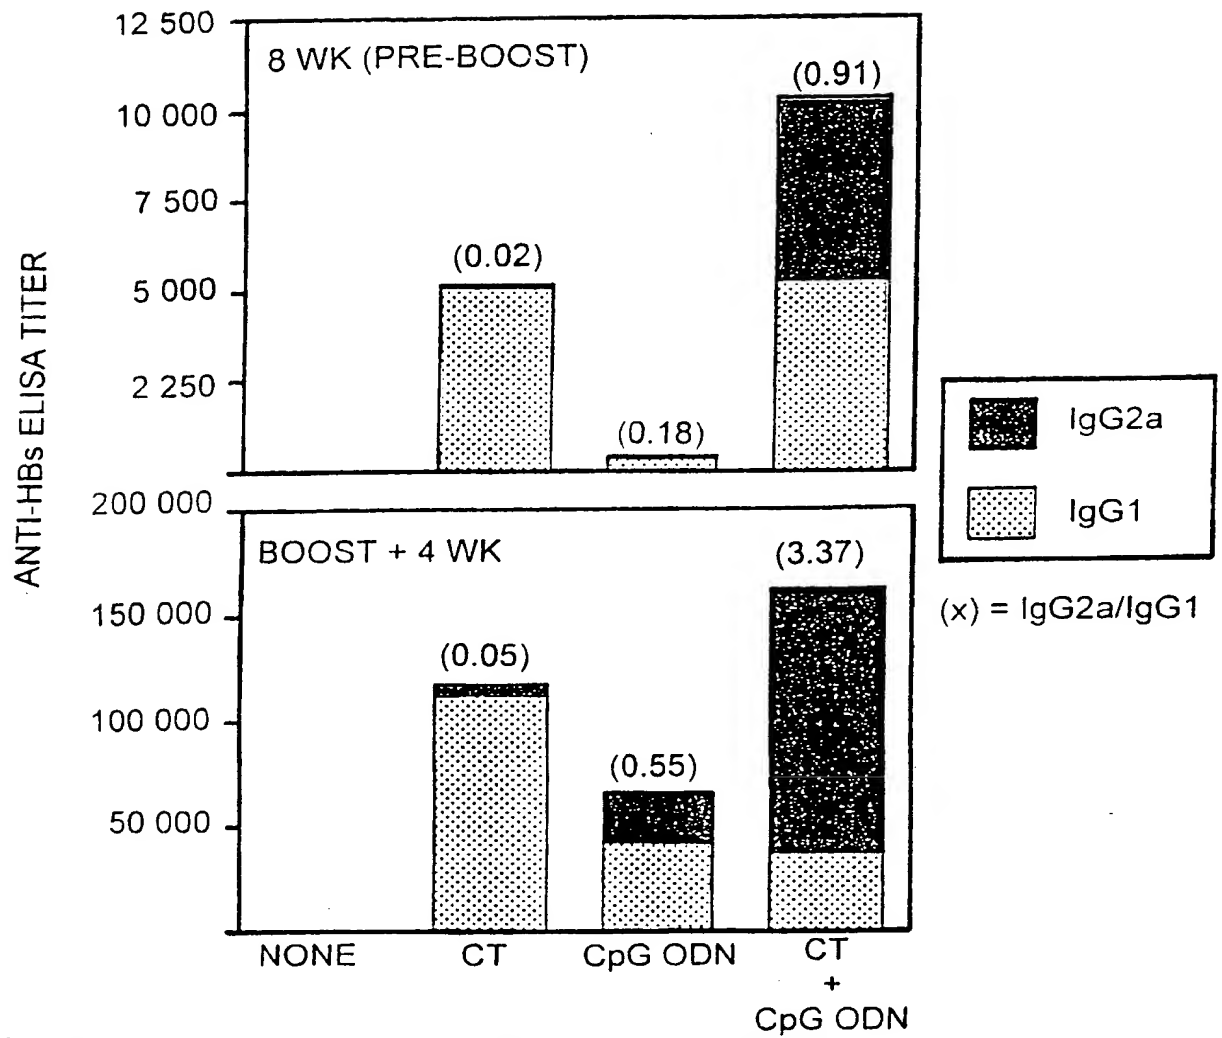 ANTI-HBs ELISA TITER
12 500
10 000
7 500
5 000
2 250
8 WK (PRE-BOOST)
(0.02)
(0.18)
(0.91)
200 000
150 000
100 000
50 000
BOOST + 4 WK
(0.05)
(0.55)
(3.37)
NONE
CT
CpG ODN
CT
+
CpG ODN
IgG2a
IgG1
(x) = IgG2a/IgG1